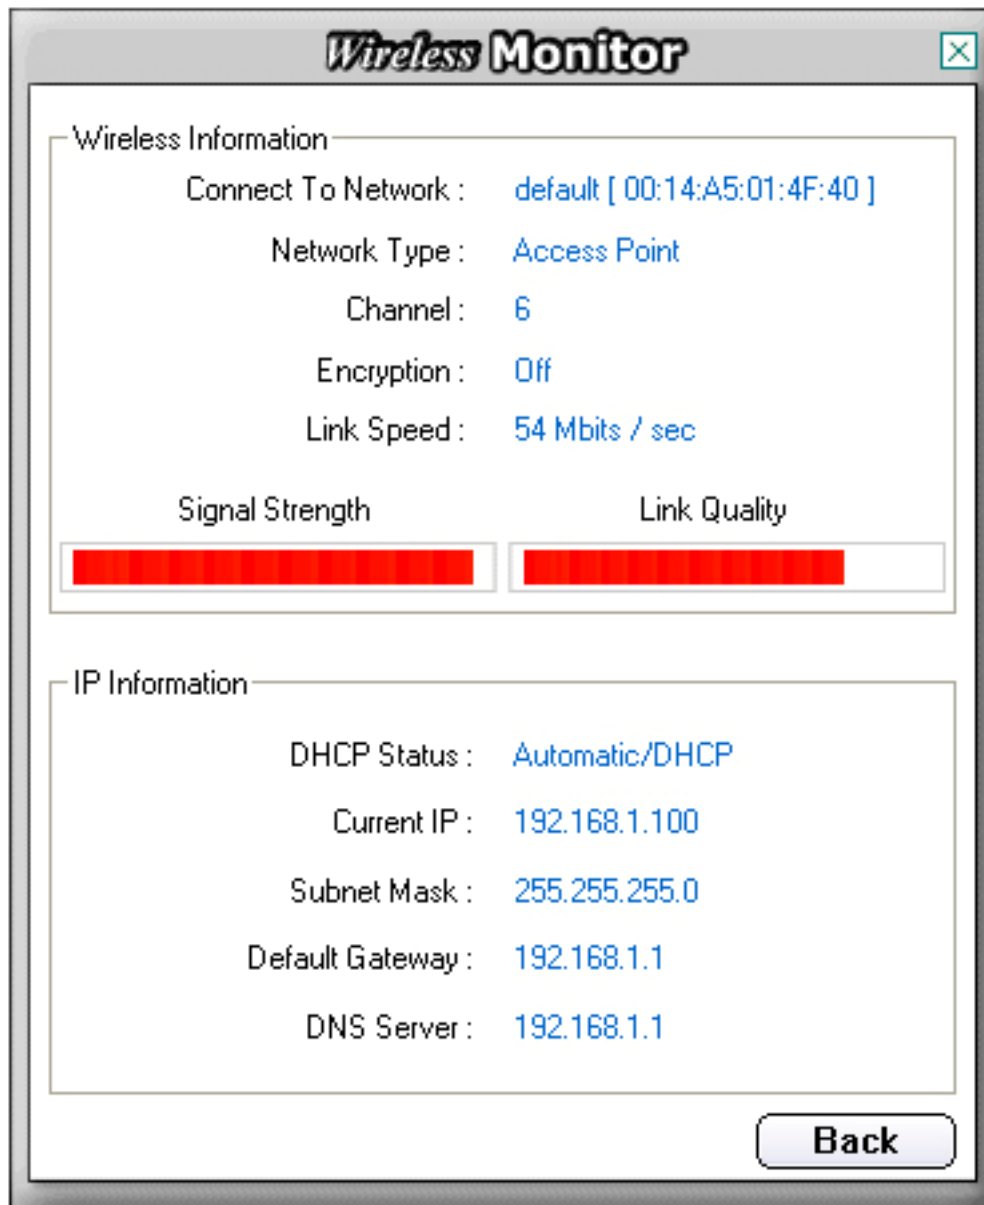 Wireless Monitor
Wireless Information
Connect To Network : default [ 00:14:A5:01:4F:40 ]
Network Type : Access Point
Channel : 6
Encryption : Off
Link Speed : 54 Mbits / sec
Signal Strength Link Quality
IP Information
DHCP Status : Automatic/DHCP
Current IP : 192.168.1.100
Subnet Mask : 255.255.255.0
Default Gateway : 192.168.1.1
DNS Server : 192.168.1.1
Back